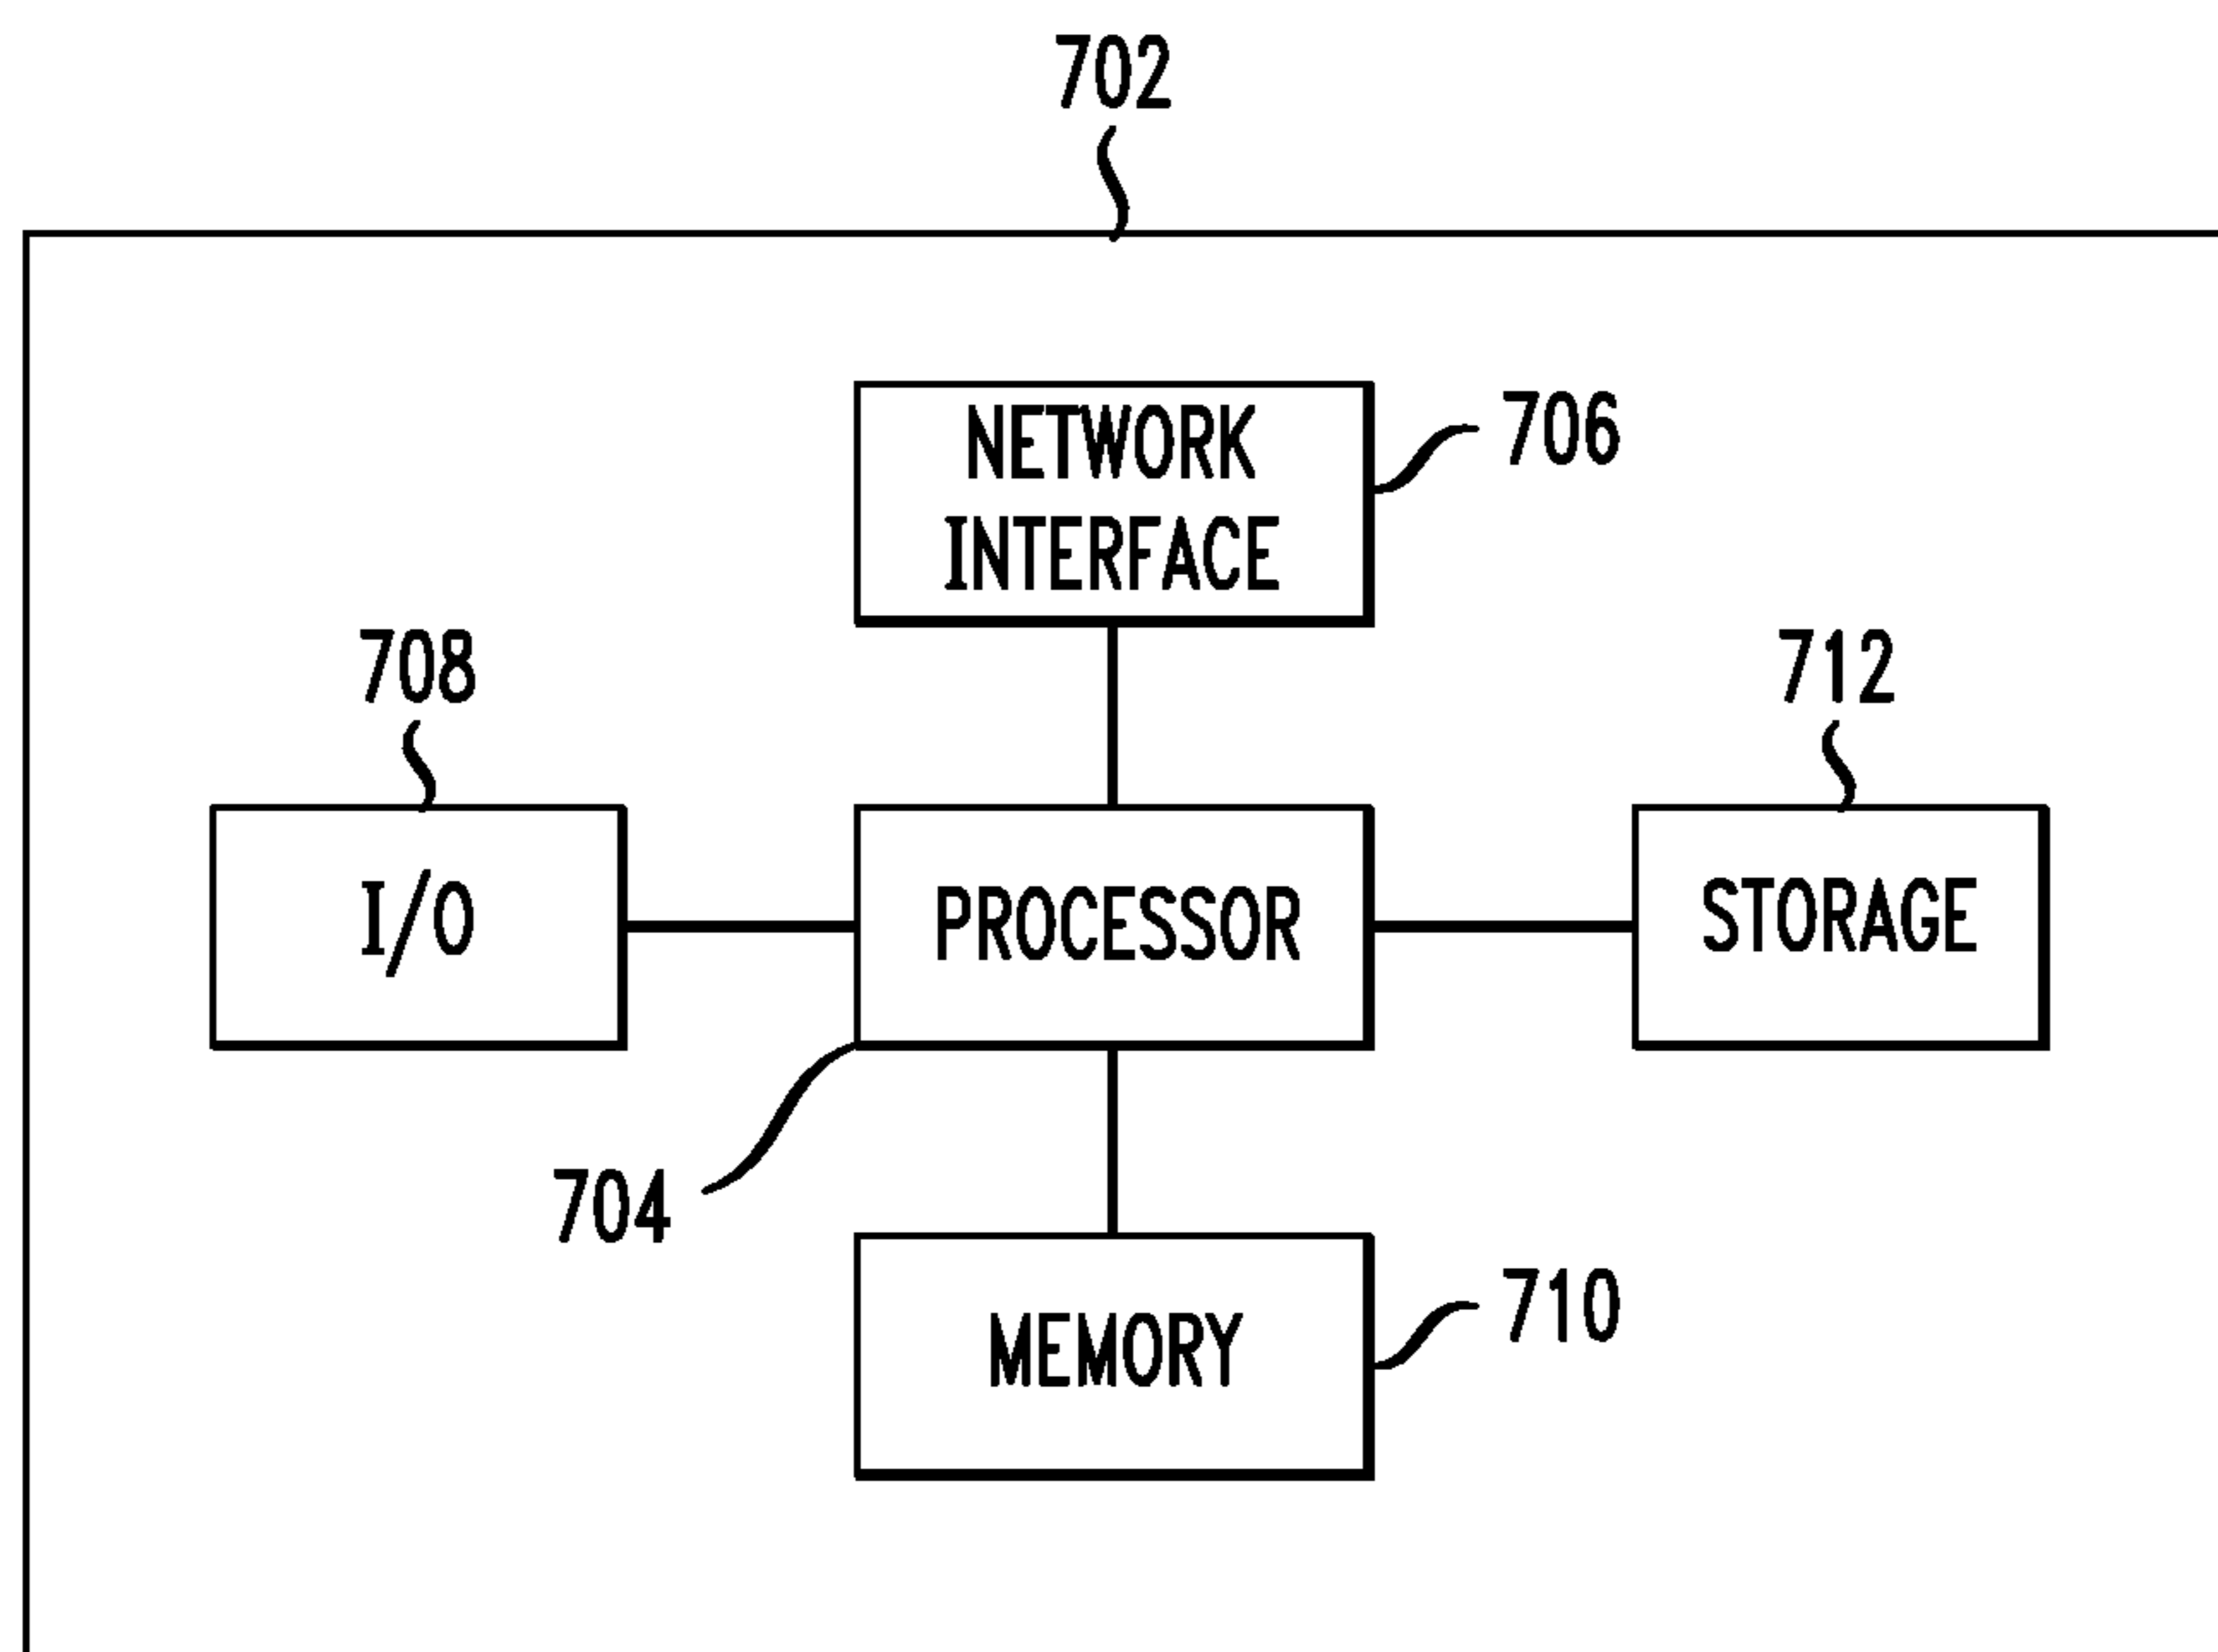 702
NETWORK
INTERFACE
706
708
712
I/O
PROCESSOR
STORAGE
704
MEMORY
710